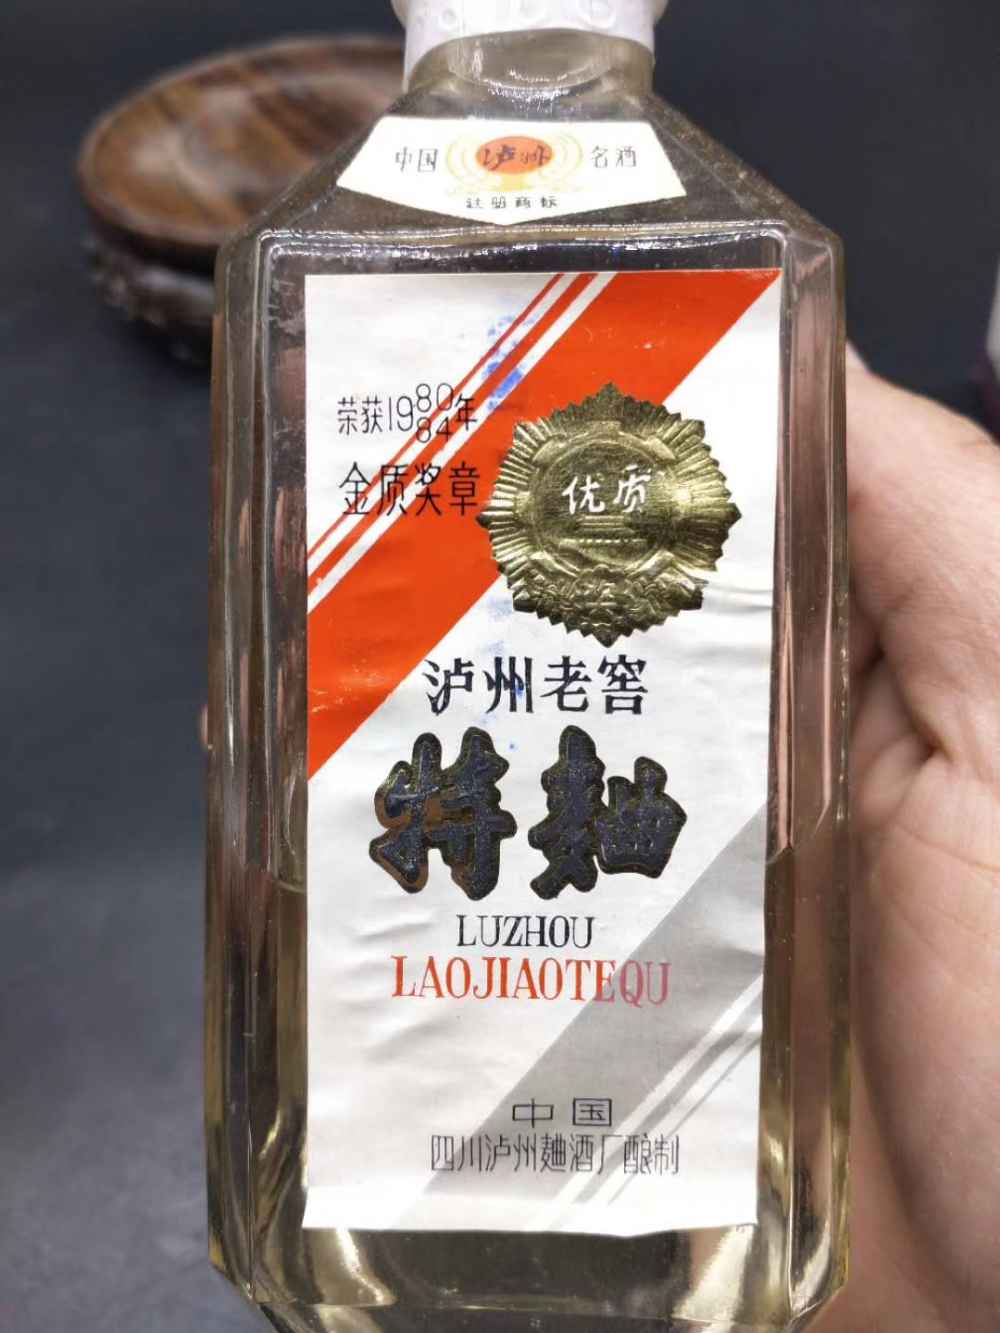 中国 泸州 名酒
注册商标
荣获1980年
84
金质奖章
优质
泸州老窖
特麯
LUZHOU
LAOJIAOTEQU
中国
四川泸州麯酒厂酿制